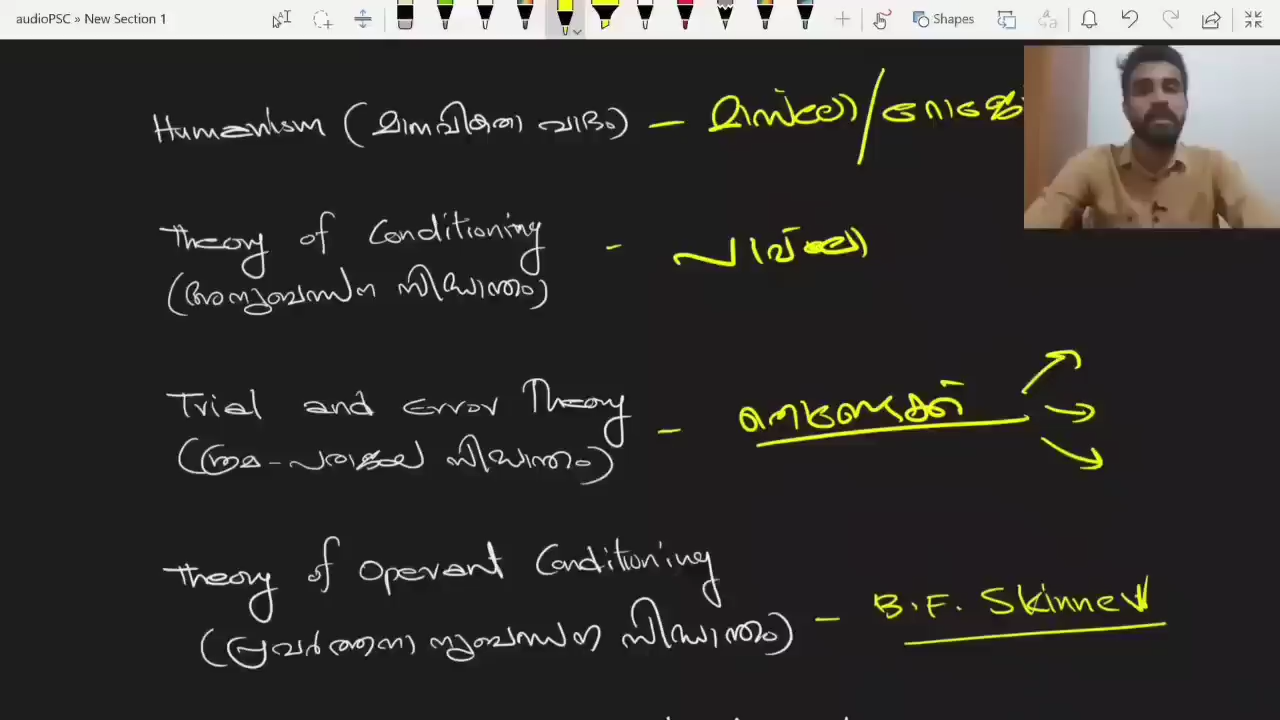 audioPSC » New Section 1
Shapes
Humanism (മാനവികതാ വാദം) – മാസ്ലോ /
Theory of Conditioning – പാവ്ലോ
(അനുബന്ധന സിദ്ധാന്തം)
Trial and Error Theory –
(ശ്രമ-പരാജയ സിദ്ധാന്തം)
Theory of Operant Conditioning
(പ്രവർത്തനാനുബന്ധന സിദ്ധാന്തം) – B.F. Skinner